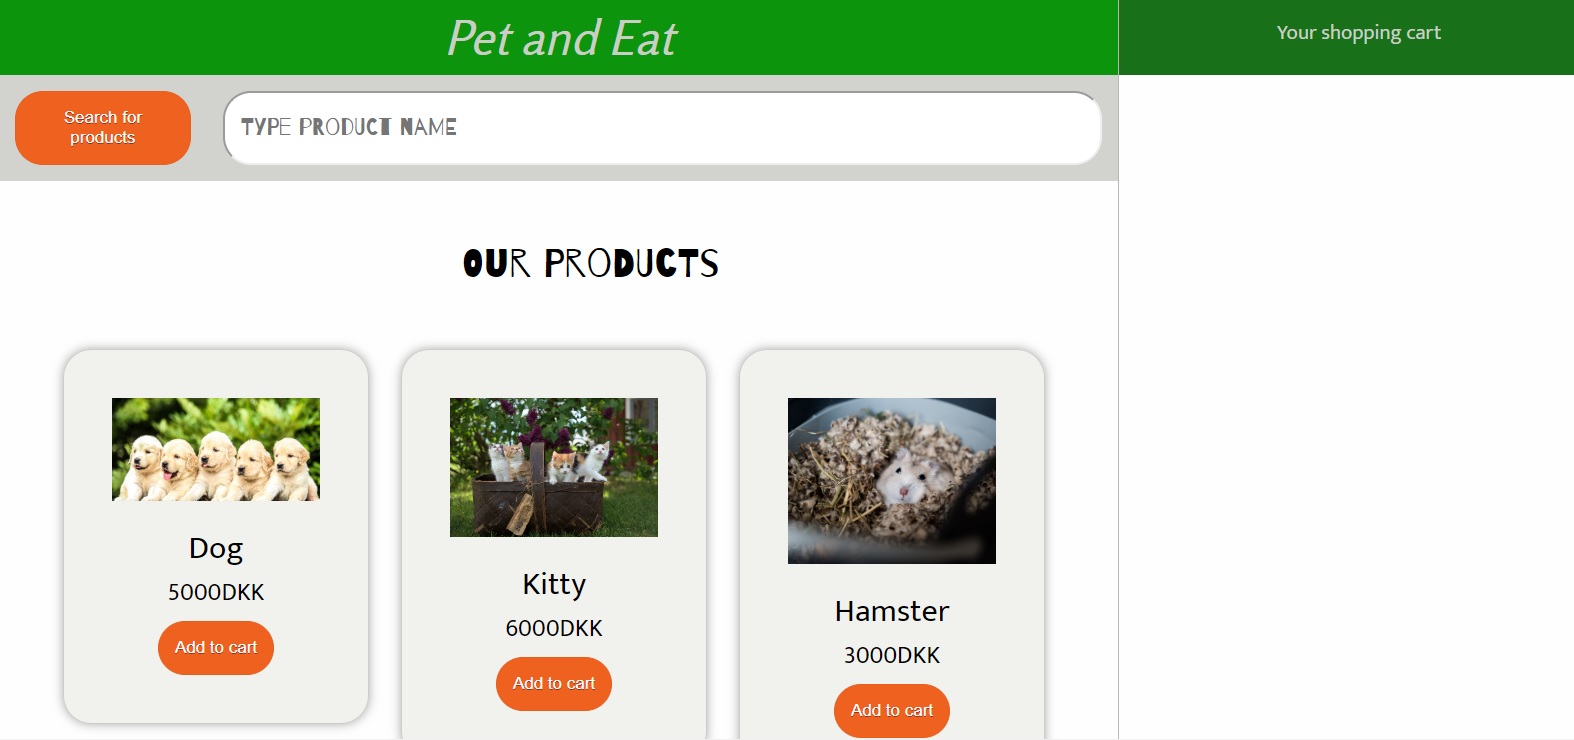 Pet and Eat
Your shopping cart
Search for
products
TYPE PRODUCT NAME
OUR PRODUCTS
Dog
5000DKK
Add to cart
Kitty
6000DKK
Add to cart
Hamster
3000DKK
Add to cart